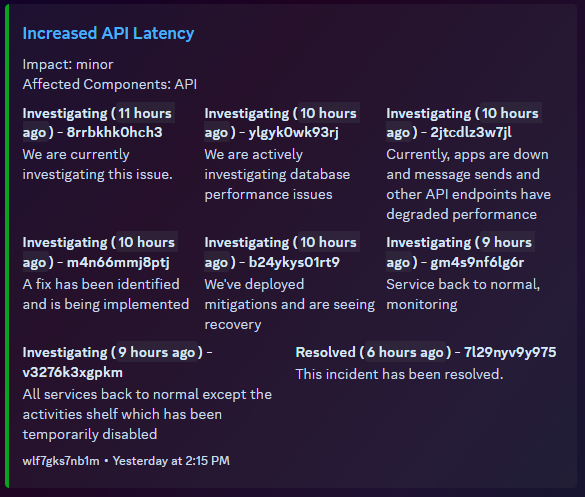 Increased API Latency
Impact: minor
Affected Components: API
Investigating ( 11 hours
ago ) - 8rrbkhk0hch3
We are currently
investigating this issue.
Investigating ( 10 hours
ago ) - ylgyk0wk93rj
We are actively
investigating database
performance issues
Investigating ( 10 hours
ago ) - 2jtcdlz3w7jl
Currently, apps are down
and message sends and
other API endpoints have
degraded performance
Investigating ( 10 hours
ago ) - m4n66mmj8ptj
A fix has been identified
and is being implemented
Investigating ( 10 hours
ago ) - b24ykys01rt9
We've deployed
mitigations and are seeing
recovery
Investigating ( 9 hours
ago ) - gm4s9nf6lg6r
Service back to normal,
monitoring
Investigating ( 9 hours ago ) -
v3276k3xgpkm
All services back to normal except the
activities shelf which has been
temporarily disabled
Resolved ( 6 hours ago ) - 7l29nyv9y975
This incident has been resolved.
wlf7gks7nb1m • Yesterday at 2:15 PM